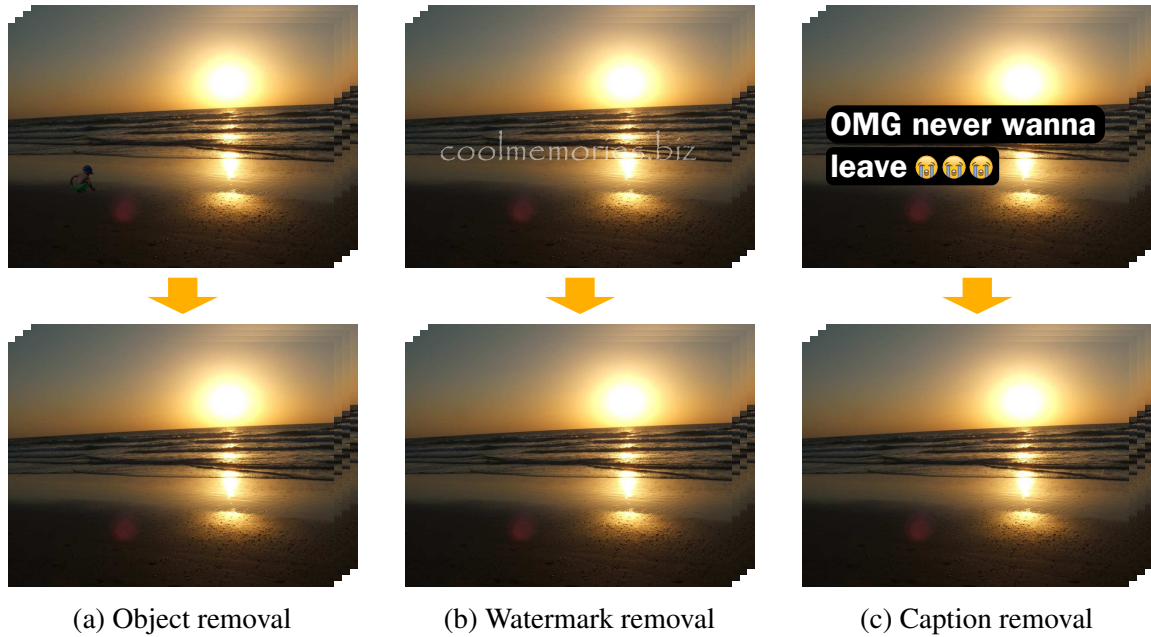 coolmemories.biz
OMG never wanna
leave 😭😭😭
(a) Object removal
(b) Watermark removal
(c) Caption removal